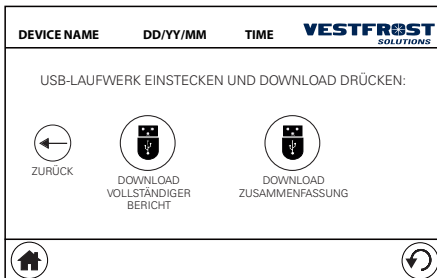 DEVICE NAME DD/YY/MM TIME VESTFROST
SOLUTIONS
USB-LAUFWERK EINSTECKEN UND DOWNLOAD DRÜCKEN:
ZURÜCK
DOWNLOAD
VOLLSTÄNDIGER
BERICHT
DOWNLOAD
ZUSAMMENFASSUNG